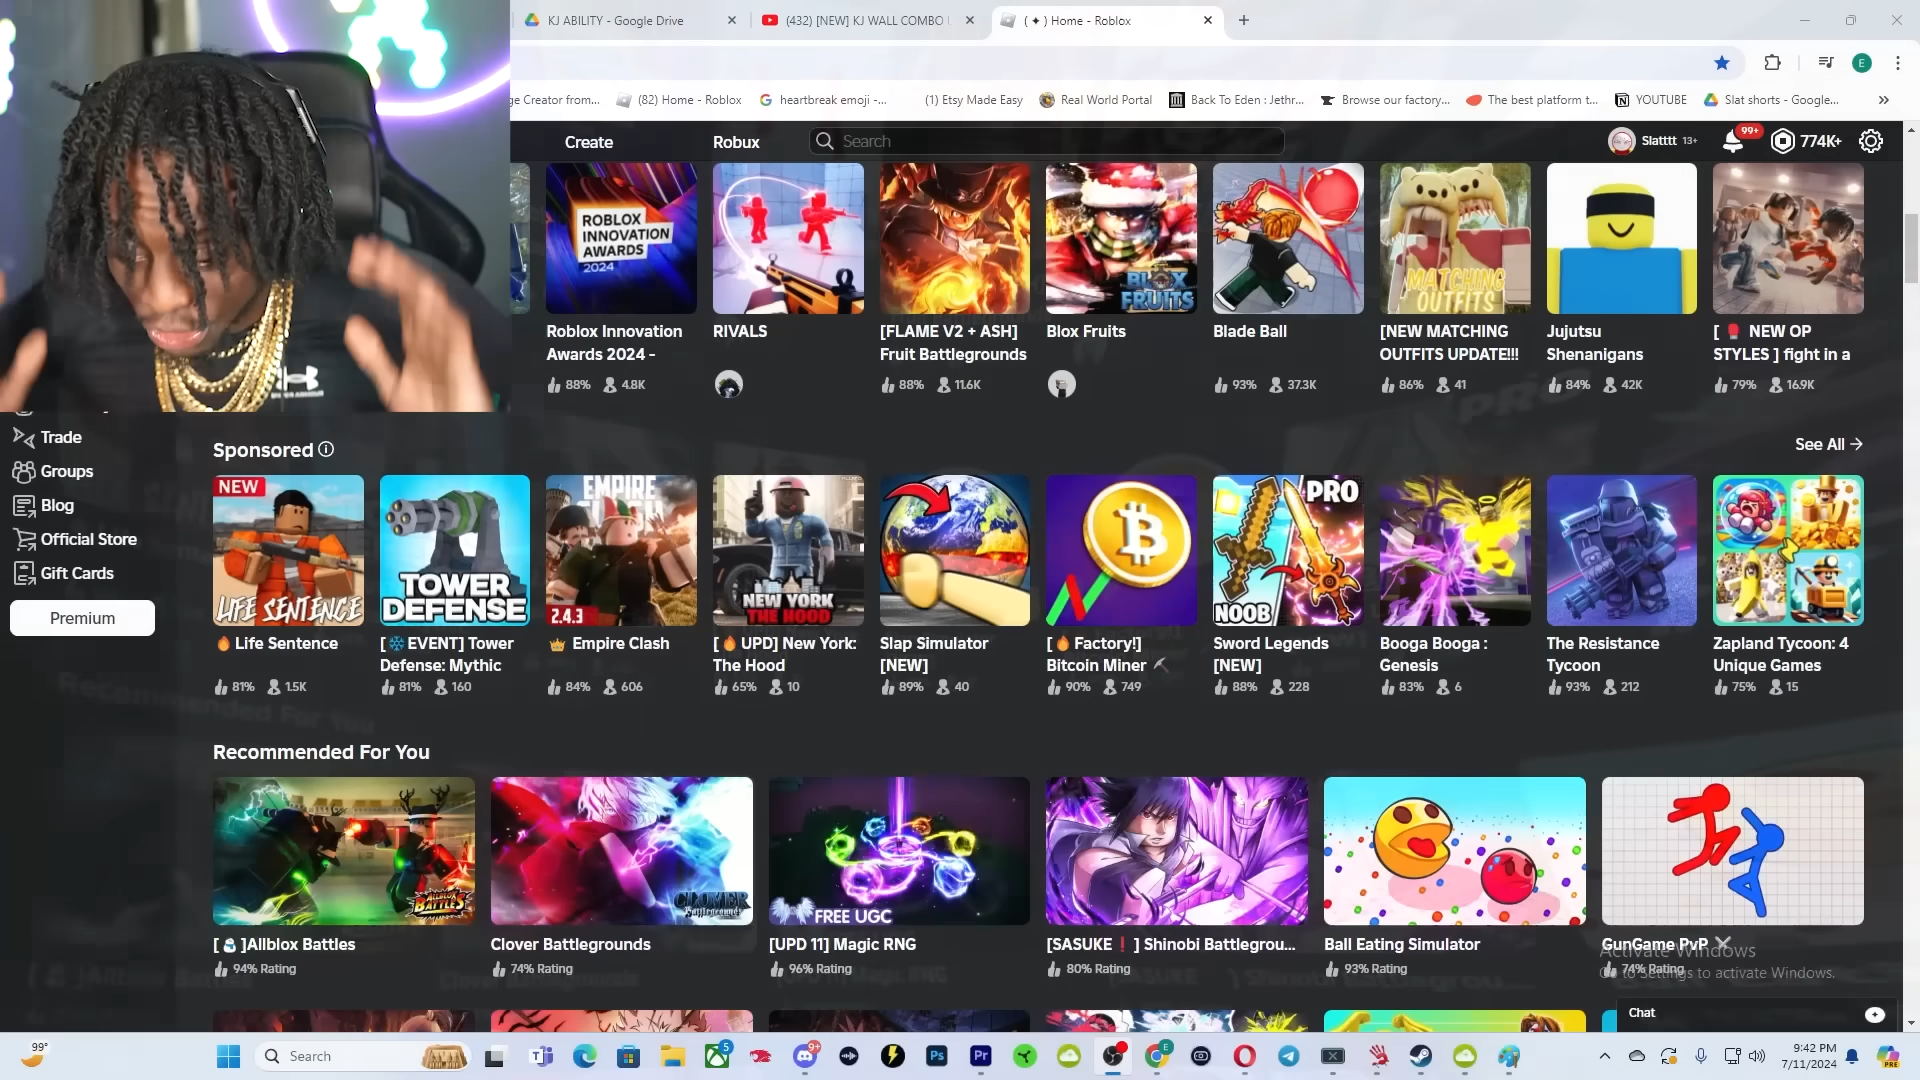 KJ ABILITY - Google Drive
(432) [NEW] KJ WALL COMBO
( ✦ ) Home - Roblox
E
ge Creator from...
(82) Home - Roblox
heartbreak emoji -...
(1) Etsy Made Easy
Real World Portal
Back To Eden : Jethr...
Browse our factory...
The best platform t...
YOUTUBE
Slat shorts - Google...
Create
Robux
Search
Slatttt 13+
99+
774K+
ROBLOX
INNOVATION
AWARDS
2024
BLOX
FRUITS
MATCHING
OUTFITS
Roblox Innovation
Awards 2024 -
RIVALS
[FLAME V2 + ASH]
Fruit Battlegrounds
Blox Fruits
Blade Ball
[NEW MATCHING
OUTFITS UPDATE!!!
Jujutsu
Shenanigans
[ 🥊 NEW OP
STYLES ] fight in a
88% 4.8K
88% 11.6K
93% 37.3K
86% 41
84% 42K
79% 16.9K
UNDER ARMOUR
Trade
Groups
Blog
Official Store
Gift Cards
Premium
Sponsored
See All →
NEW
LIFE SENTENCE
TOWER
DEFENSE
EMPIRE
2.4.3
NEW YORK
THE HOOD
PRO
NOOB
🔥 Life Sentence
[❄️EVENT] Tower
Defense: Mythic
👑 Empire Clash
[🔥 UPD] New York:
The Hood
Slap Simulator
[NEW]
[🔥 Factory!]
Bitcoin Miner ⛏️
Sword Legends
[NEW]
Booga Booga :
Genesis
The Resistance
Tycoon
Zapland Tycoon: 4
Unique Games
81% 1.5K
81% 160
84% 606
65% 10
89% 40
90% 749
88% 228
83% 6
93% 212
75% 15
Recommended For You
ALLBLOX
BATTLES
CLOVER
Battlegrounds
FREE UGC
[⛄]Allblox Battles
Clover Battlegrounds
[UPD 11] Magic RNG
[SASUKE❗] Shinobi Battlegrou...
Ball Eating Simulator
GunGame PvP ⚔
94% Rating
74% Rating
96% Rating
80% Rating
93% Rating
74% Rating
Activate Windows
Go to Settings to activate Windows.
Chat
99°
Search
5
9+
Ps
Pr
E
9:42 PM
7/11/2024
PRE